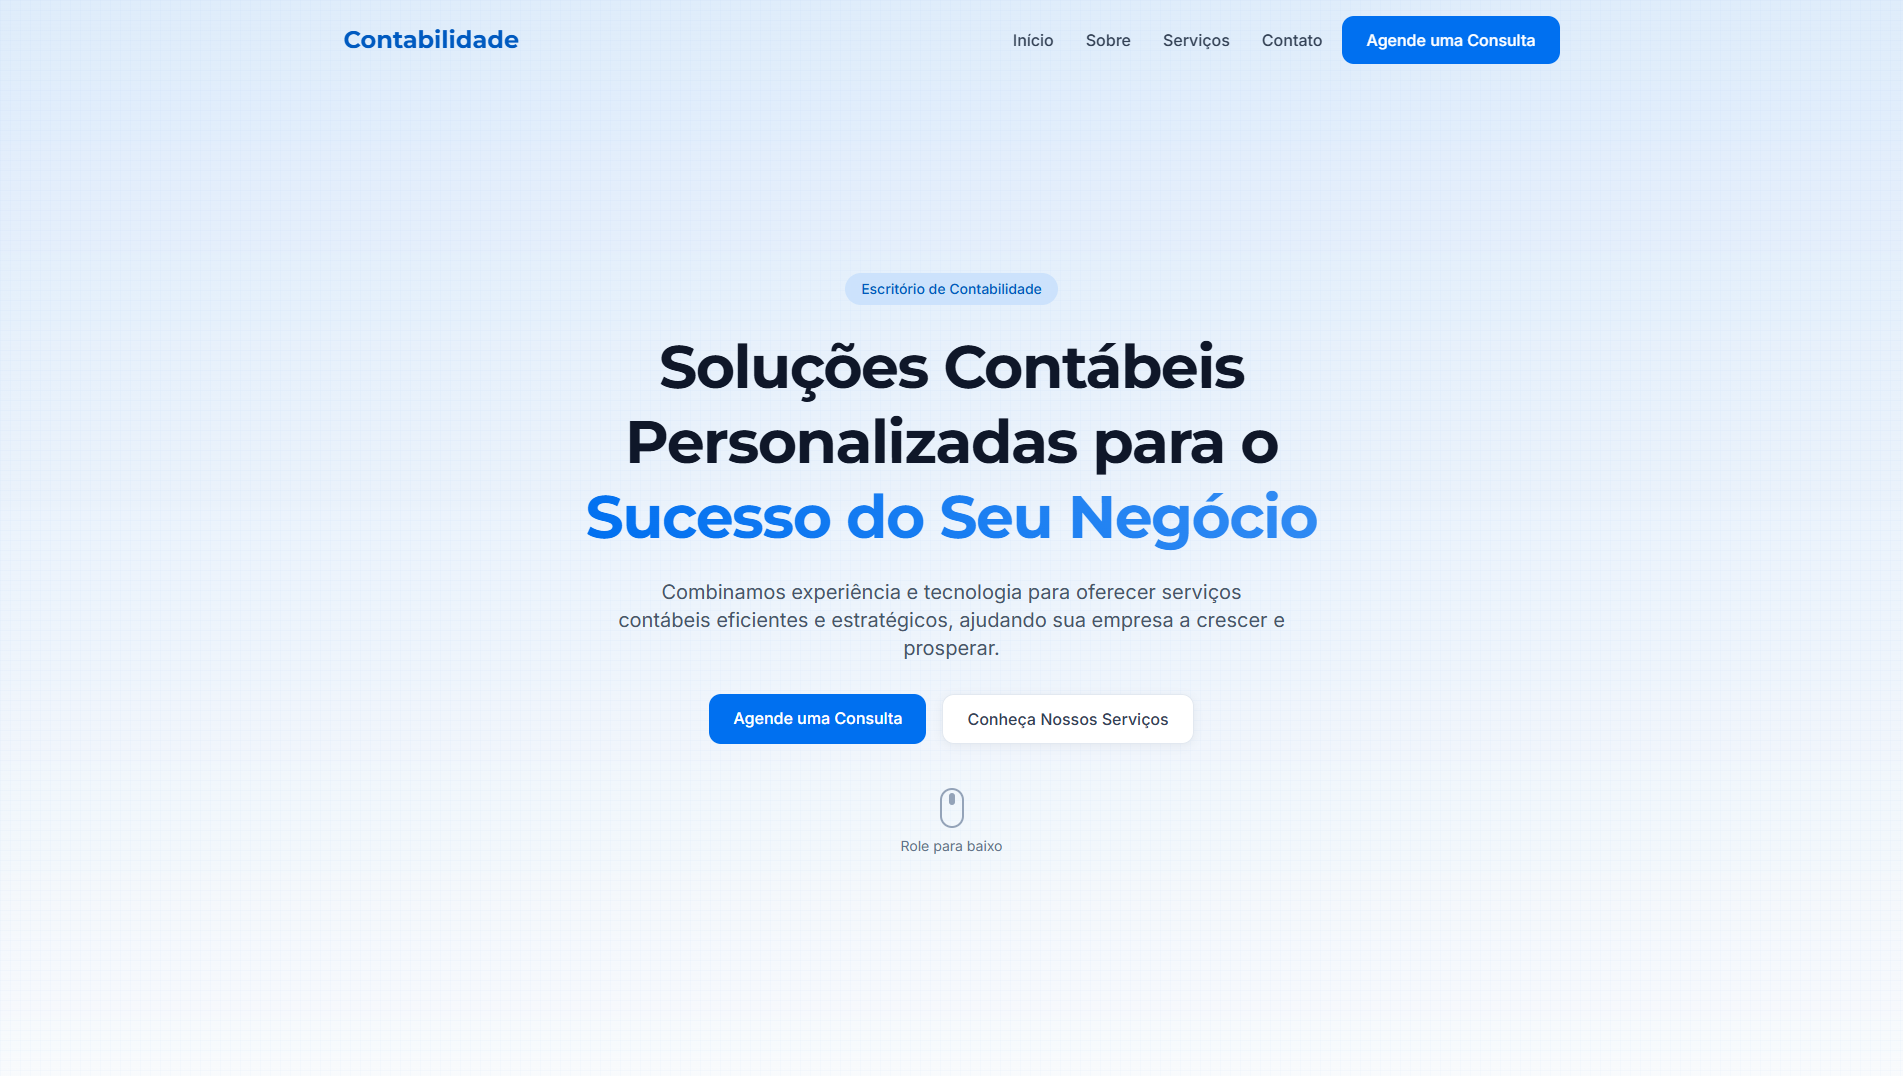 Contabilidade
Início
Sobre
Serviços
Contato
Agende uma Consulta
Escritório de Contabilidade
Soluções Contábeis
Personalizadas para o
Sucesso do Seu Negócio
Combinamos experiência e tecnologia para oferecer serviços
contábeis eficientes e estratégicos, ajudando sua empresa a crescer e
prosperar.
Agende uma Consulta
Conheça Nossos Serviços
Role para baixo